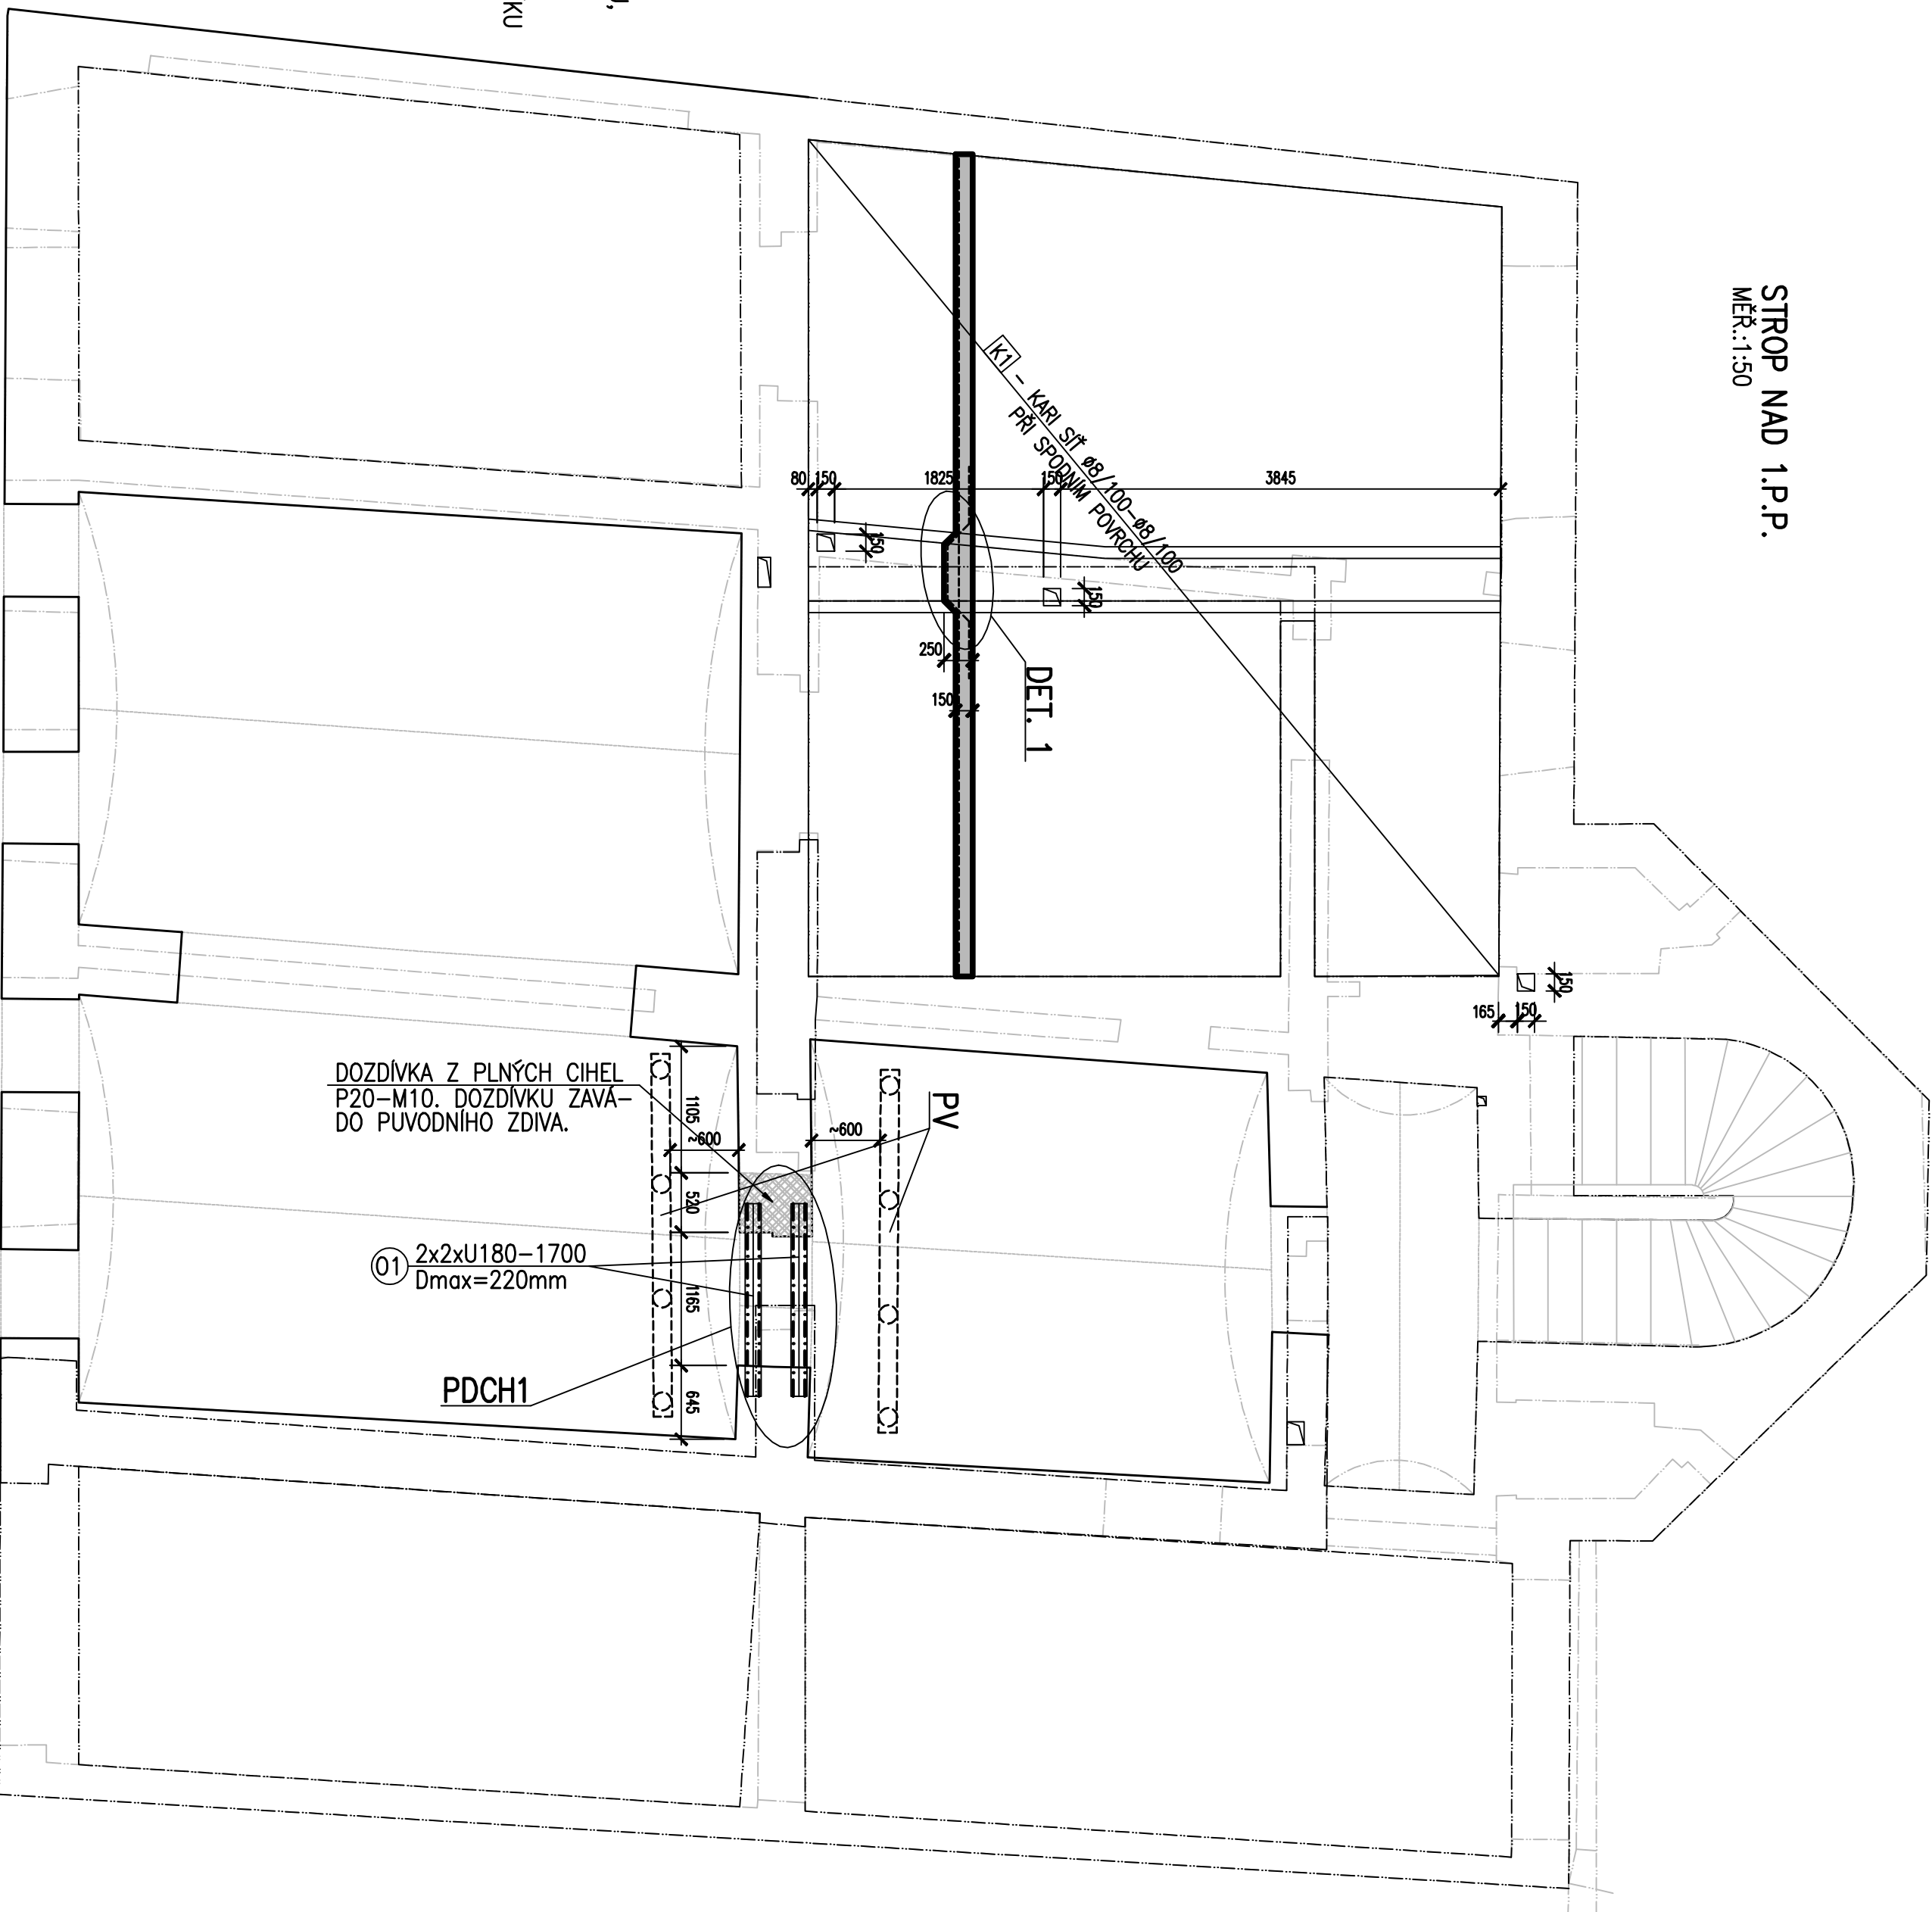 KU
STROP NAD 1.P.P.
MĚŘ.:1:50
K1 - KARI SÍŤ ø8/100-ø8/100
PŘI SPODNÍM POVRCHU
80 150 1825 150 3845
150
150
250
150
DET. 1
150
165 150
DOZDÍVKA Z PLNÝCH CIHEL
P20-M10. DOZDÍVKU ZAVÁ-
DO PUVODNÍHO ZDIVA.
PV
~600
~600
1105
520
1165
645
01 2x2xU180-1700
Dmax=220mm
PDCH1